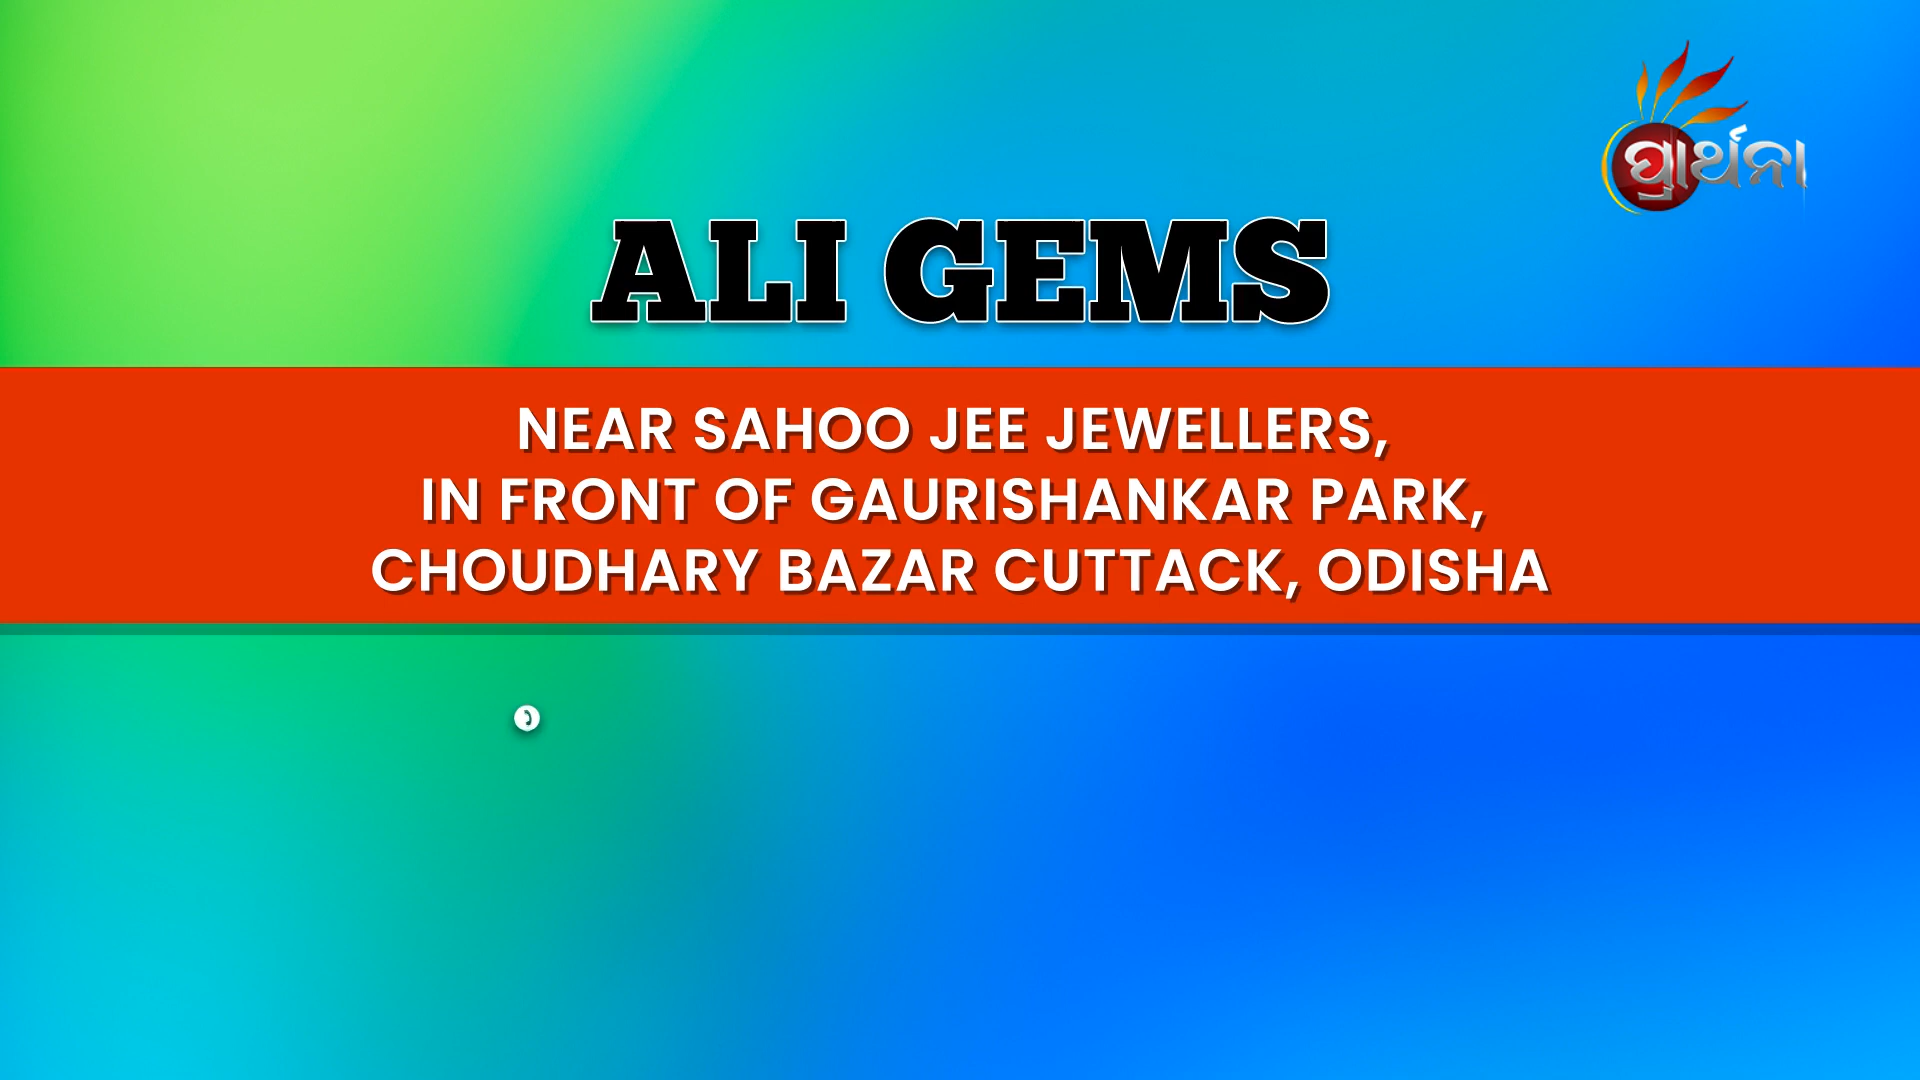 ପ୍ରାର୍ଥନା
ALI GEMS
NEAR SAHOO JEE JEWELLERS,
IN FRONT OF GAURISHANKAR PARK,
CHOUDHARY BAZAR CUTTACK, ODISHA